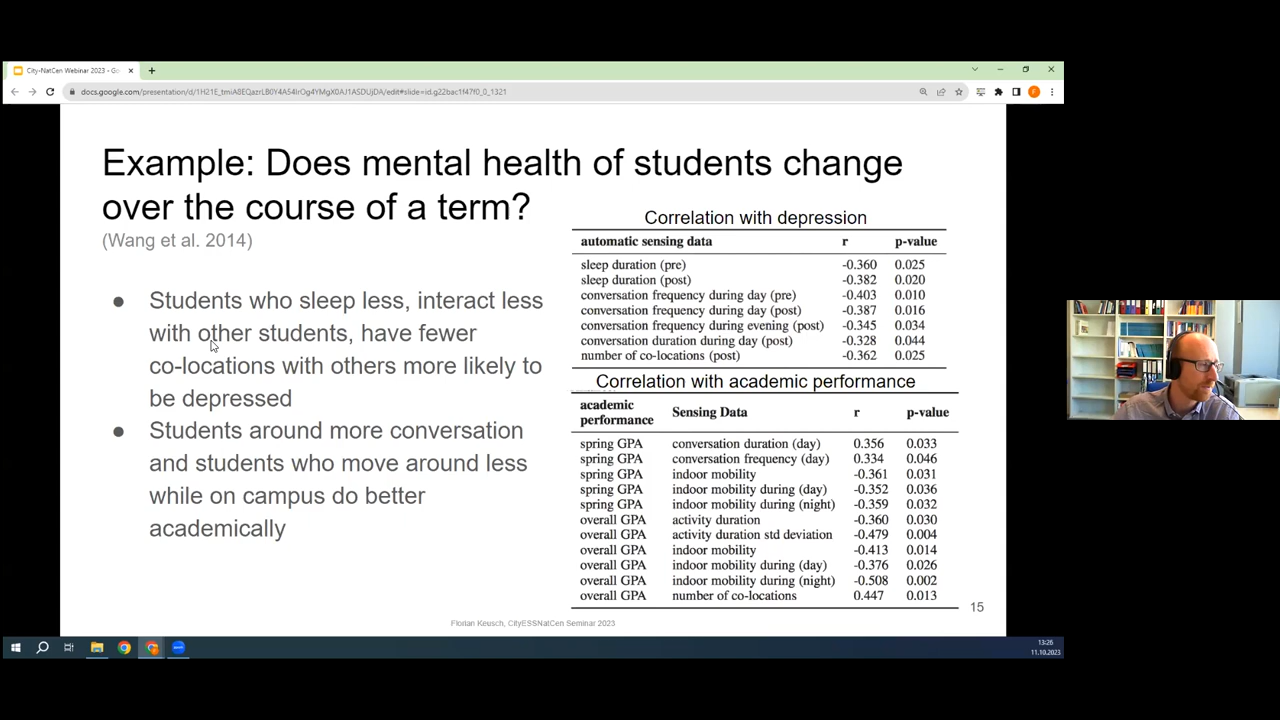 City-NatCen Webinar 2023 - Go
docs.google.com/presentation/d/1H21E_tmiA8EQazrLB0Y4A54IrOg4YMgX0AJ1ASDUjDA/edit#slide=id.g22bac1f47f0_0_1321
Example: Does mental health of students change
over the course of a term?
(Wang et al. 2014)
● Students who sleep less, interact less
with other students, have fewer
co-locations with others more likely to
be depressed
● Students around more conversation
and students who move around less
while on campus do better
academically
Correlation with depression
automatic sensing data r p-value
sleep duration (pre) -0.360 0.025
sleep duration (post) -0.382 0.020
conversation frequency during day (pre) -0.403 0.010
conversation frequency during day (post) -0.387 0.016
conversation frequency during evening (post) -0.345 0.034
conversation duration during day (post) -0.328 0.044
number of co-locations (post) -0.362 0.025
Correlation with academic performance
academic
performance Sensing Data r p-value
spring GPA conversation duration (day) 0.356 0.033
spring GPA conversation frequency (day) 0.334 0.046
spring GPA indoor mobility -0.361 0.031
spring GPA indoor mobility during (day) -0.352 0.036
spring GPA indoor mobility during (night) -0.359 0.032
overall GPA activity duration -0.360 0.030
overall GPA activity duration std deviation -0.479 0.004
overall GPA indoor mobility -0.413 0.014
overall GPA indoor mobility during (day) -0.376 0.026
overall GPA indoor mobility during (night) -0.508 0.002
overall GPA number of co-locations 0.447 0.013
15
Florian Keusch, CityESSNatCen Seminar 2023
13:26
11.10.2023